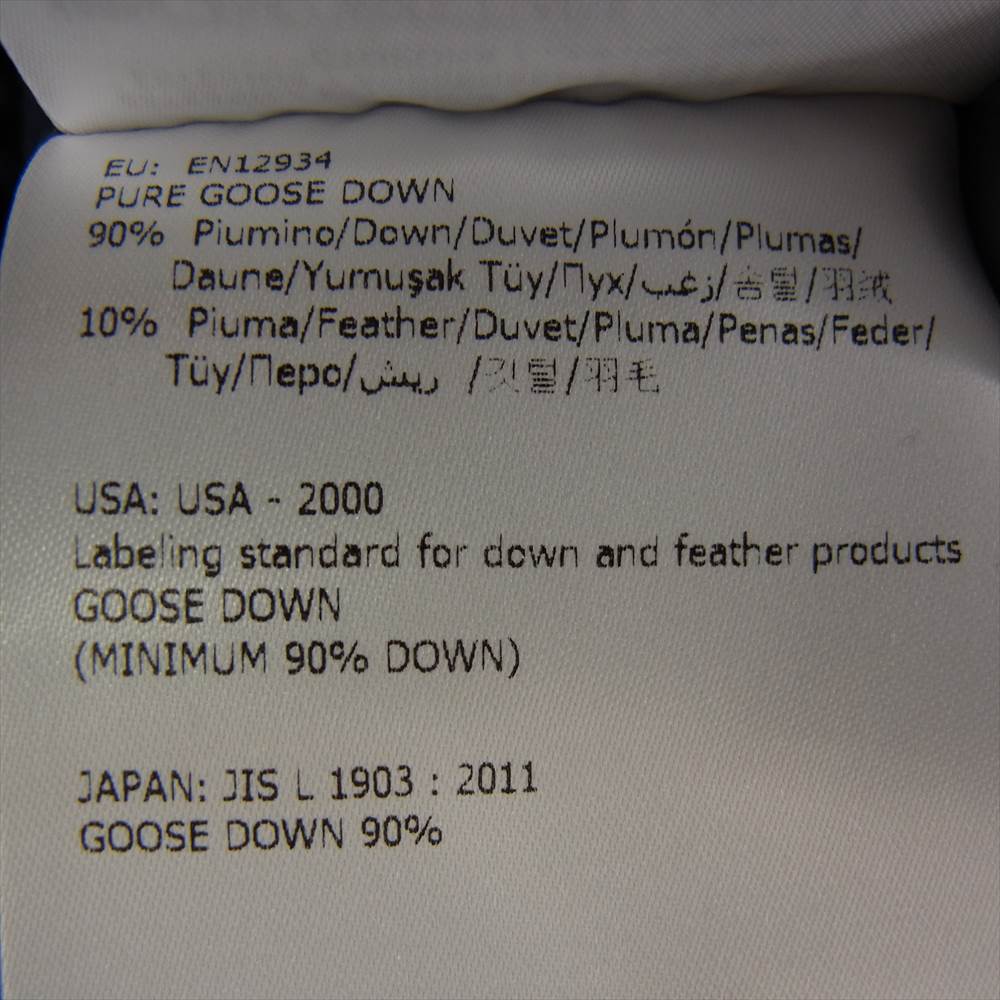 EU: EN12934
PURE GOOSE DOWN
90% Piumino/Down/Duvet/Plumón/Plumas/
Daune/Yumuşak Tüy/Пух/زغب/솜털/羽绒
10% Piuma/Feather/Duvet/Pluma/Penas/Feder/
Tüy/Перо/ريش /깃털/羽毛
USA: USA - 2000
Labeling standard for down and feather products
GOOSE DOWN
(MINIMUM 90% DOWN)
JAPAN: JIS L 1903 : 2011
GOOSE DOWN 90%